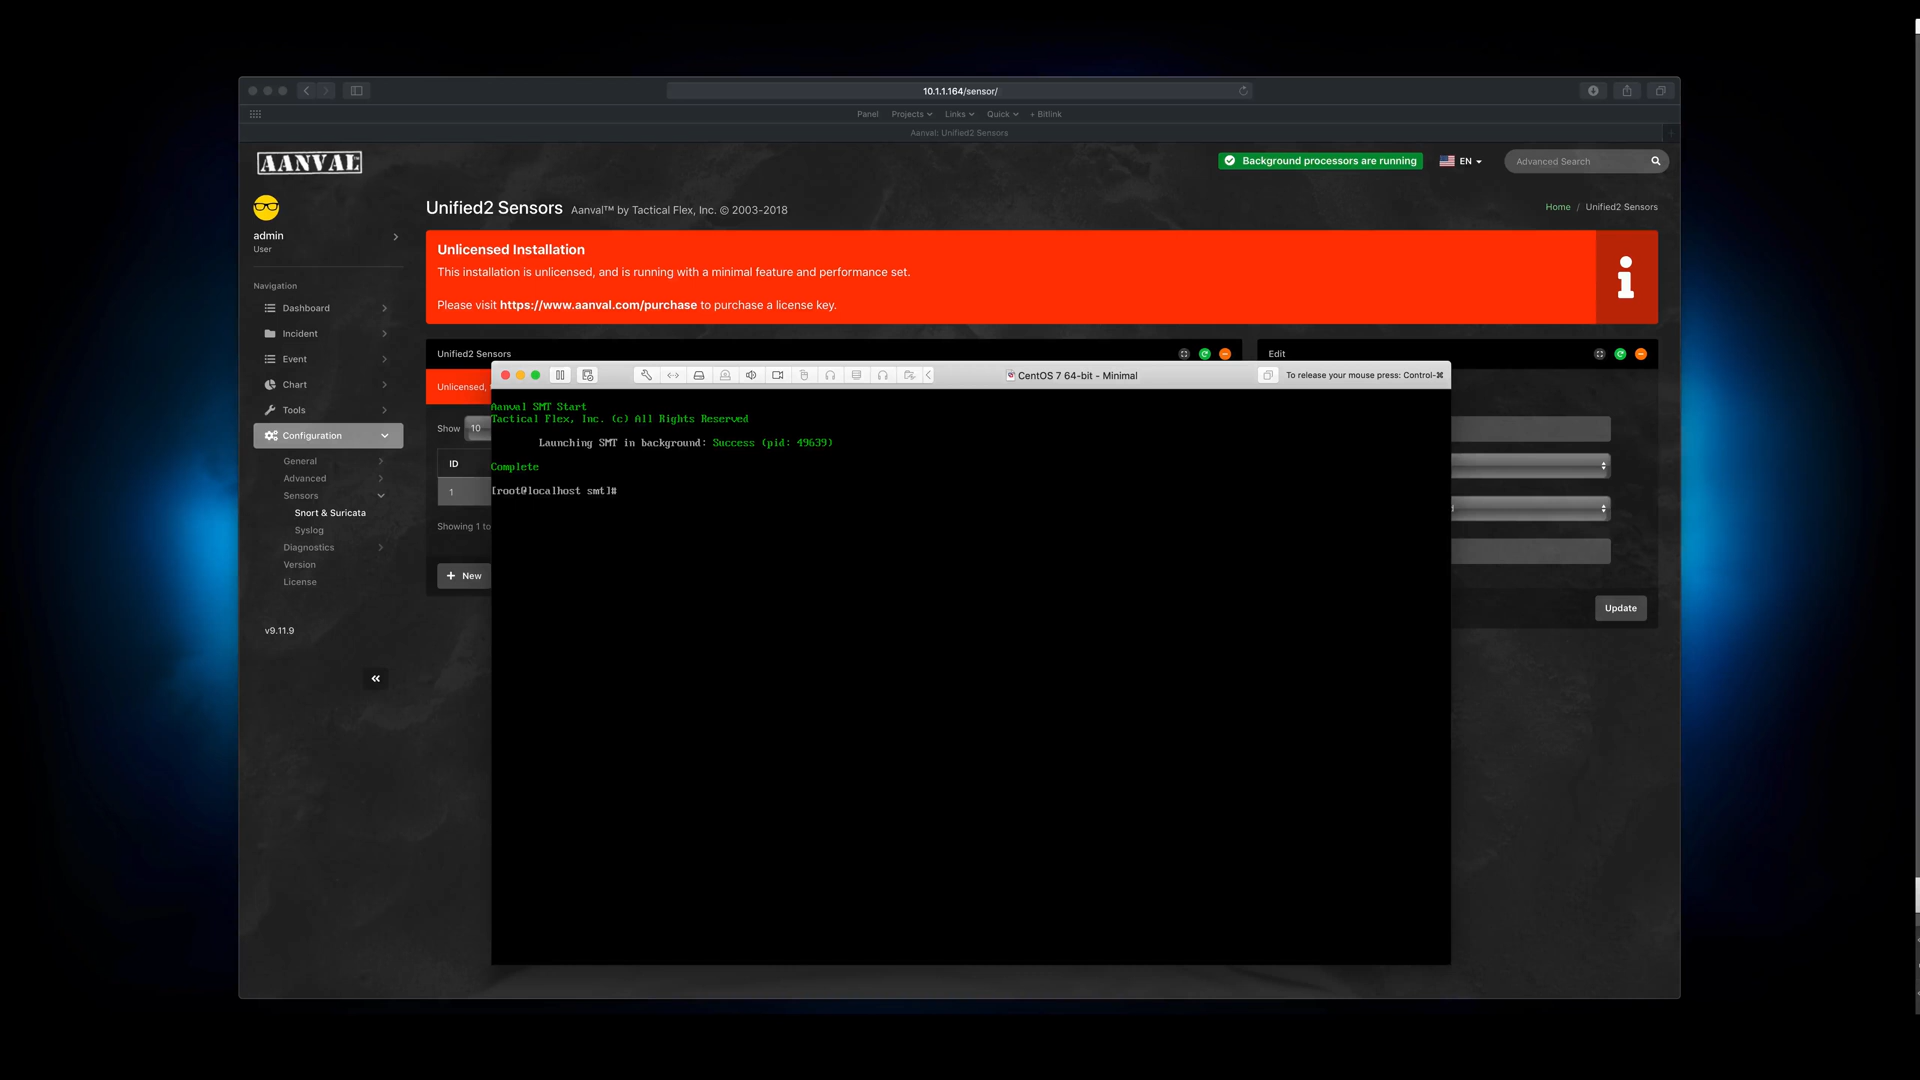 10.1.1.164/sensor/
Panel Projects Links Quick + Bitlink
Aanval: Unified2 Sensors
AANVAL
Background processors are running
EN
Advanced Search
admin
User
Unified2 Sensors Aanval™ by Tactical Flex, Inc. © 2003-2018
Home / Unified2 Sensors
Unlicensed Installation
This installation is unlicensed, and is running with a minimal feature and performance set.
Please visit https://www.aanval.com/purchase to purchase a license key.
Navigation
Dashboard
Incident
Event
Chart
Tools
Configuration
General
Advanced
Sensors
Snort & Suricata
Syslog
Diagnostics
Version
License
v9.11.9
Unified2 Sensors
Unlicensed,
Show 10
ID
1
Showing 1 to
+ New
Edit
Update
CentOS 7 64-bit - Minimal
To release your mouse press: Control-⌘
Aanval SMT Start
Tactical Flex, Inc. (c) All Rights Reserved
Launching SMT in background: Success (pid: 49639)
Complete
[root@localhost smt]#